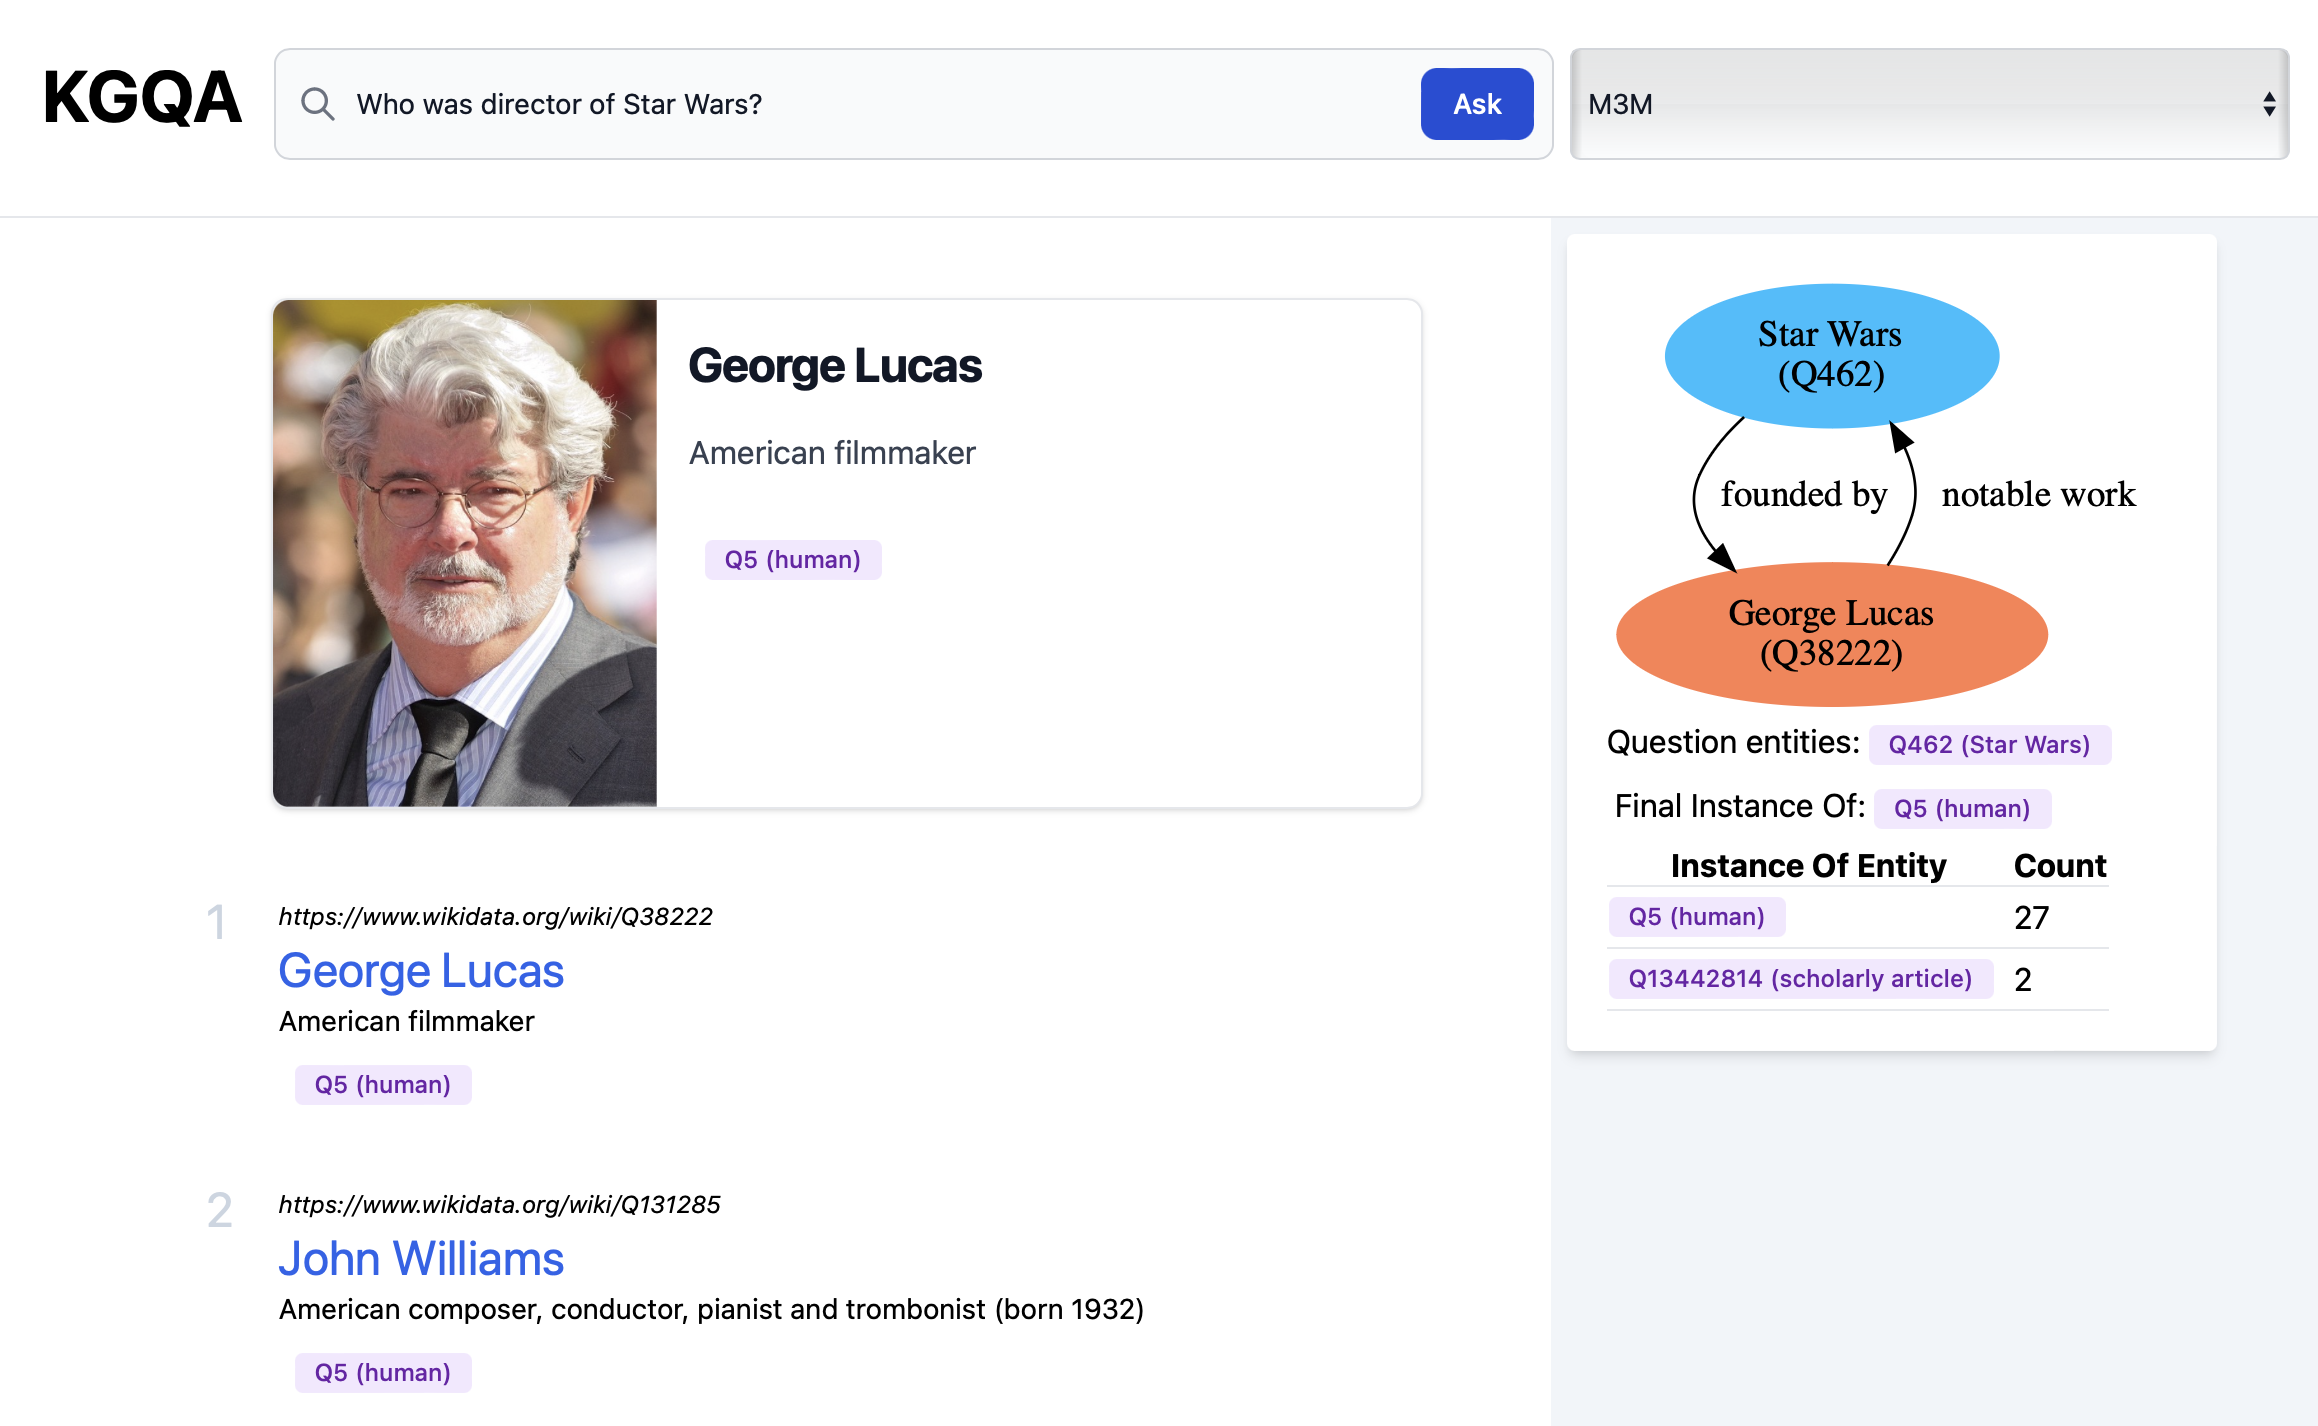 KGQA
Who was director of Star Wars?
Ask
M3M
George Lucas
American filmmaker
Q5 (human)
1
https://www.wikidata.org/wiki/Q38222
George Lucas
American filmmaker
Q5 (human)
2
https://www.wikidata.org/wiki/Q131285
John Williams
American composer, conductor, pianist and trombonist (born 1932)
Q5 (human)
Star Wars
(Q462)
founded by
notable work
George Lucas
(Q38222)
Question entities: Q462 (Star Wars)
Final Instance Of: Q5 (human)
Instance Of Entity Count
Q5 (human) 27
Q13442814 (scholarly article) 2